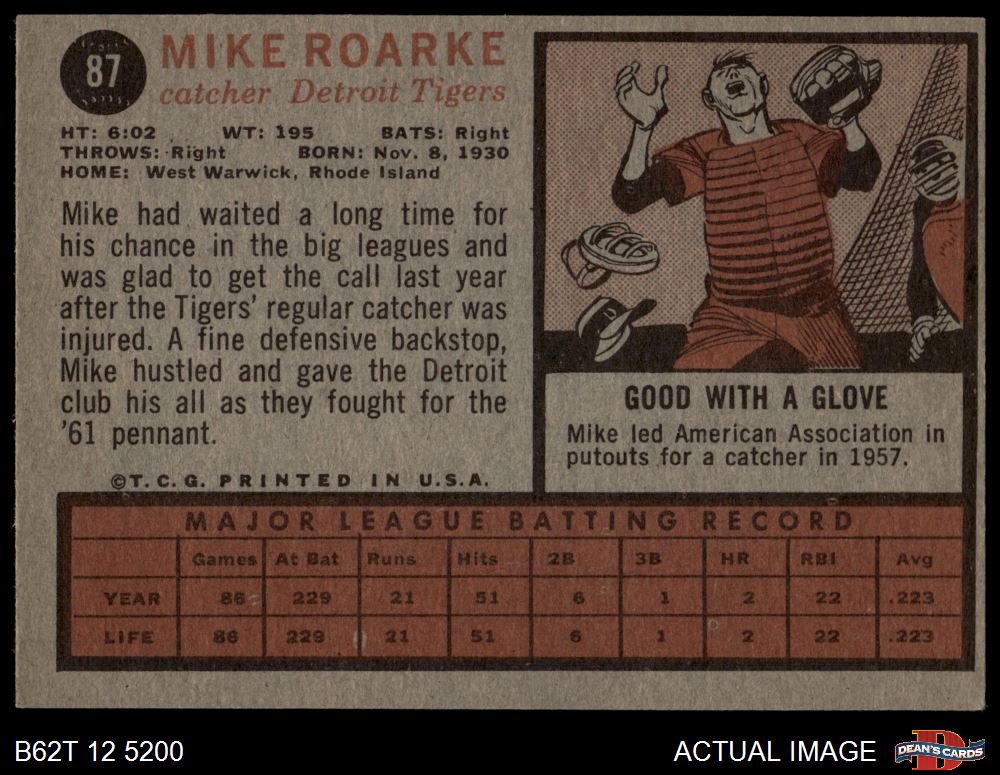 87
MIKE ROARKE
catcher Detroit Tigers
HT: 6:02 WT: 195 BATS: Right
THROWS: Right BORN: Nov. 8, 1930
HOME: West Warwick, Rhode Island
Mike had waited a long time for
his chance in the big leagues and
was glad to get the call last year
after the Tigers' regular catcher was
injured. A fine defensive backstop,
Mike hustled and gave the Detroit
club his all as they fought for the
'61 pennant.
©T.C.G. PRINTED IN U.S.A.
GOOD WITH A GLOVE
Mike led American Association in
putouts for a catcher in 1957.
MAJOR LEAGUE BATTING RECORD
Games At Bat Runs Hits 2B 3B HR RBI Avg
YEAR 86 229 21 51 6 1 2 22 .223
LIFE 86 229 21 51 6 1 2 22 .223
B62T 12 5200
ACTUAL IMAGE
DEAN'S CARDS